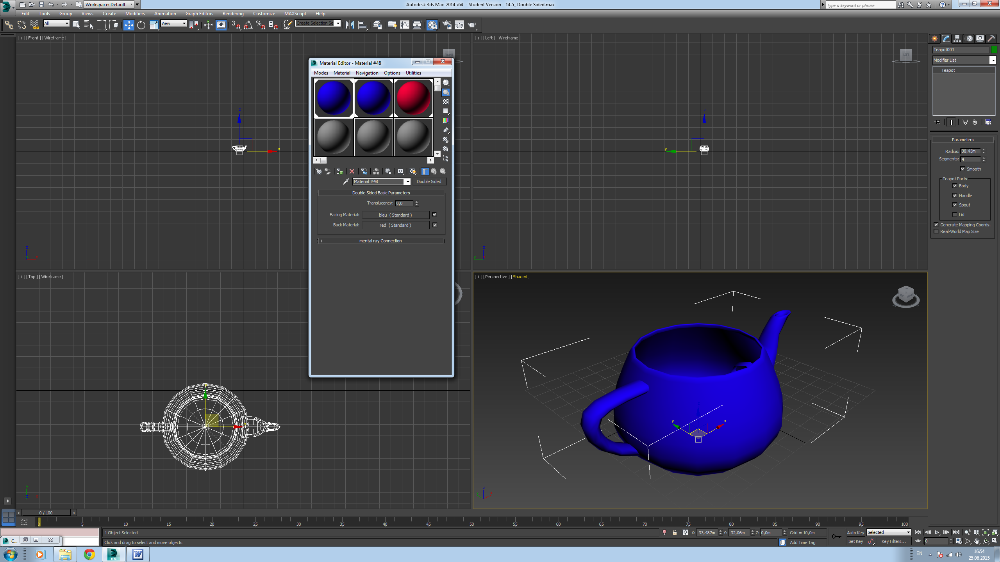 Workspace: Default
Autodesk 3ds Max 2014 x64 - Student Version 14.5_ Double Sided.max
Type a keyword or phrase
Edit Tools Group Views Create Modifiers Animation Graph Editors Rendering Customize MAXScript Help
All
View
3
ABC
Create Selection Se
[+] [Front] [Wireframe]
FRONT
z
x
z
y
[+] [Left] [Wireframe]
LEFT
z
y
z
y
[+] [Top] [Wireframe]
y
z
[+] [Perspective] [Shaded]
y
x
z
Material Editor - Material #48
Modes Material Navigation Options Utilities
Material #48
Double Sided
- Double Sided Basic Parameters
Translucency: 0,0
Facing Material: bleu ( Standard )
Back Material: red ( Standard )
+ mental ray Connection
Teapot001
Modifier List
Teapot
- Parameters
Radius: 38,45m
Segments: 4
Smooth
Teapot Parts
Body
Handle
Spout
Lid
Generate Mapping Coords.
Real-World Map Size
< 0 / 100 >
0 5 10 15 20 25 30 35 40 45 50 55 60 65 70 75 80 85 90 95 100
1 Object Selected
X: -33,487m Y: -32,06m Z: 0,0m Grid = 10,0m
Auto Key Selected
Click and drag to select and move objects
Add Time Tag
Set Key Key Filters...
0
C...
MAX
W
EN
16:54
25.06.2015